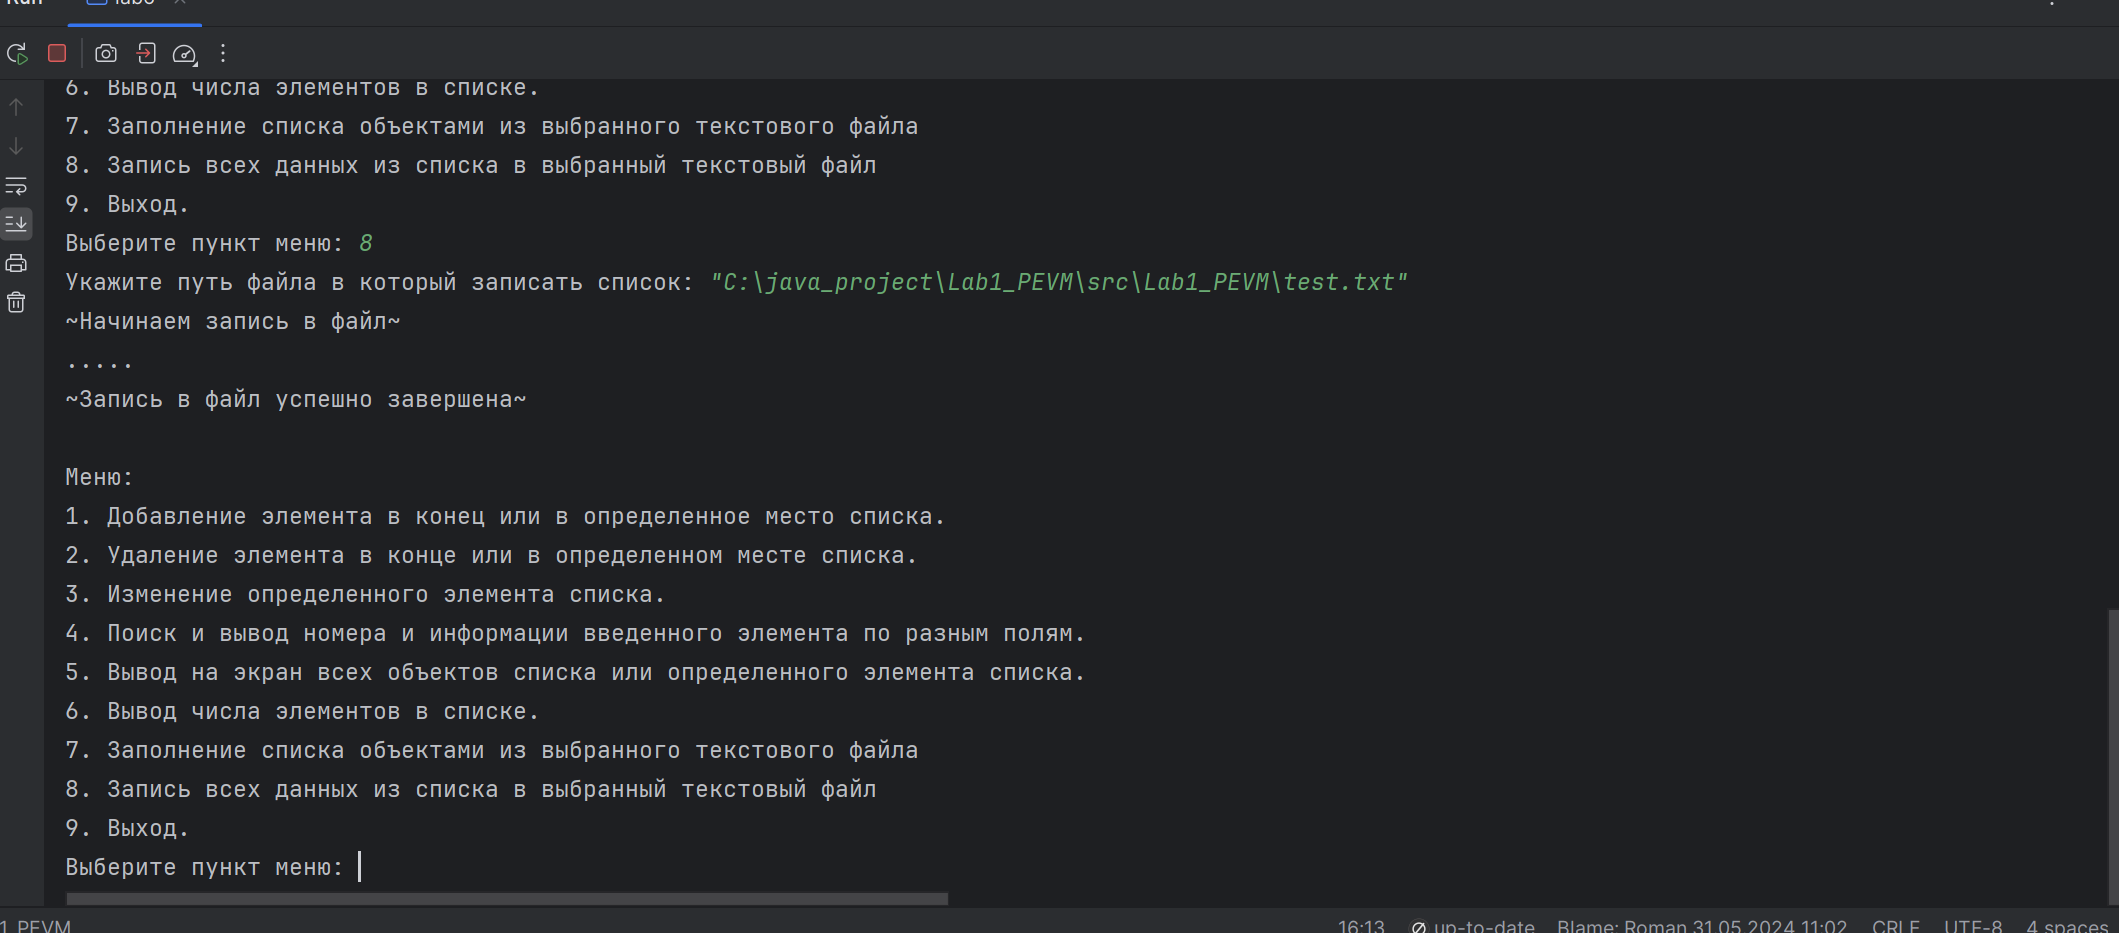 Run lab6
6. Вывод числа элементов в списке.
7. Заполнение списка объектами из выбранного текстового файла
8. Запись всех данных из списка в выбранный текстовый файл
9. Выход.
Выберите пункт меню: 8
Укажите путь файла в который записать список: "C:\java_project\Lab1_PEVM\src\Lab1_PEVM\test.txt"
~Начинаем запись в файл~
.....
~Запись в файл успешно завершена~
Меню:
1. Добавление элемента в конец или в определенное место списка.
2. Удаление элемента в конце или в определенном месте списка.
3. Изменение определенного элемента списка.
4. Поиск и вывод номера и информации введенного элемента по разным полям.
5. Вывод на экран всех объектов списка или определенного элемента списка.
6. Вывод числа элементов в списке.
7. Заполнение списка объектами из выбранного текстового файла
8. Запись всех данных из списка в выбранный текстовый файл
9. Выход.
Выберите пункт меню:
1_PEVM 16:13 up-to-date Blame: Roman 31.05.2024 11:02 CRLF UTF-8 4 spaces